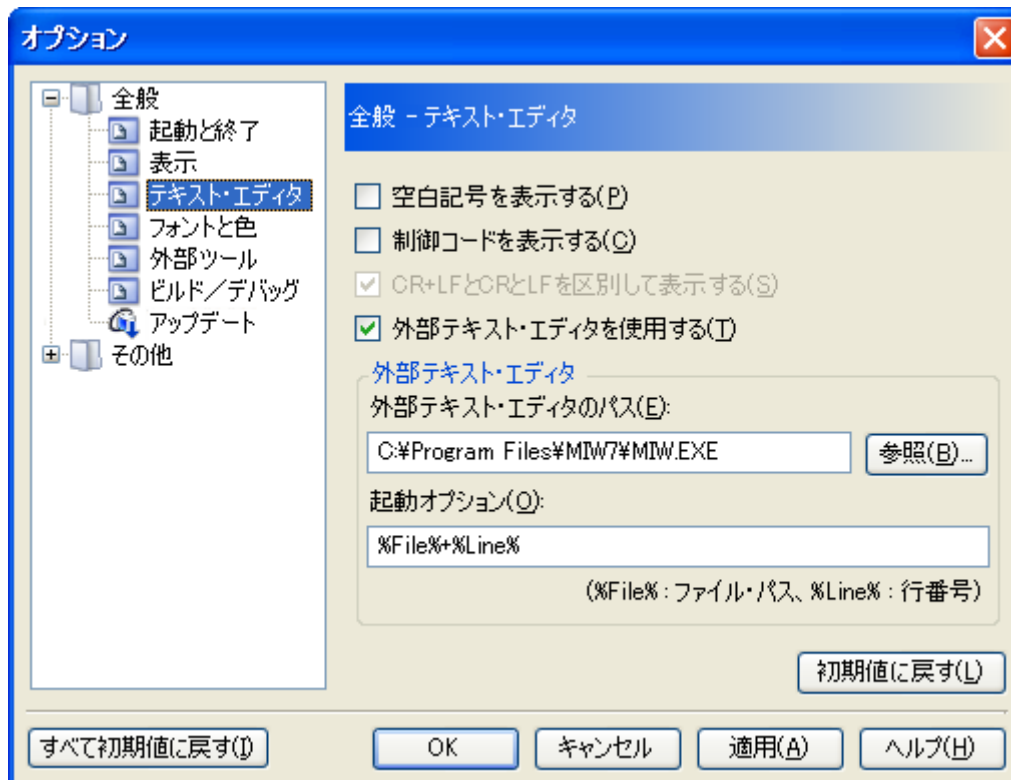 オプション
全般
起動と終了
表示
テキスト・エディタ
フォントと色
外部ツール
ビルド／デバッグ
アップデート
その他
全般 - テキスト・エディタ
空白記号を表示する(P)
制御コードを表示する(C)
CR+LFとCRとLFを区別して表示する(S)
外部テキスト・エディタを使用する(T)
外部テキスト・エディタ
外部テキスト・エディタのパス(E):
C:¥Program Files¥MIW7¥MIW.EXE
参照(B)...
起動オプション(O):
%File%+%Line%
(%File% : ファイル・パス、%Line% : 行番号)
初期値に戻す(L)
すべて初期値に戻す(I)
OK
キャンセル
適用(A)
ヘルプ(H)